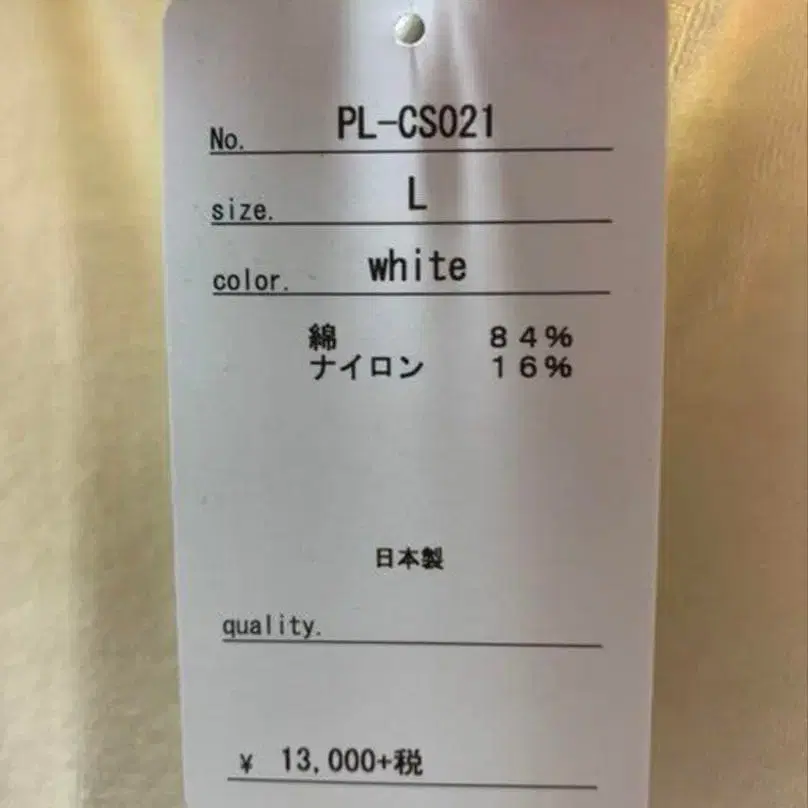 No. PL-CS021
size. L
color. white
綿 84%
ナイロン 16%
日本製
quality.
¥ 13,000+税